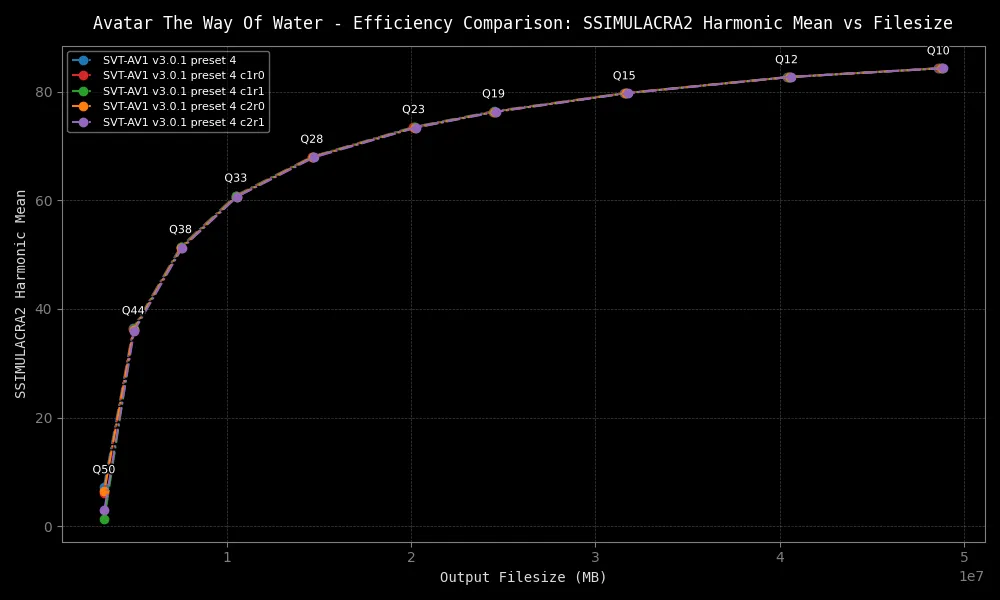 Avatar The Way Of Water - Efficiency Comparison: SSIMULACRA2 Harmonic Mean vs Filesize
SVT-AV1 v3.0.1 preset 4
SVT-AV1 v3.0.1 preset 4 c1r0
SVT-AV1 v3.0.1 preset 4 c1r1
SVT-AV1 v3.0.1 preset 4 c2r0
SVT-AV1 v3.0.1 preset 4 c2r1
Q10
Q12
Q15
Q19
Q23
Q28
Q33
Q38
Q44
Q50
SSIMULACRA2 Harmonic Mean
80
60
40
20
0
1
2
3
4
5
1e7
Output Filesize (MB)